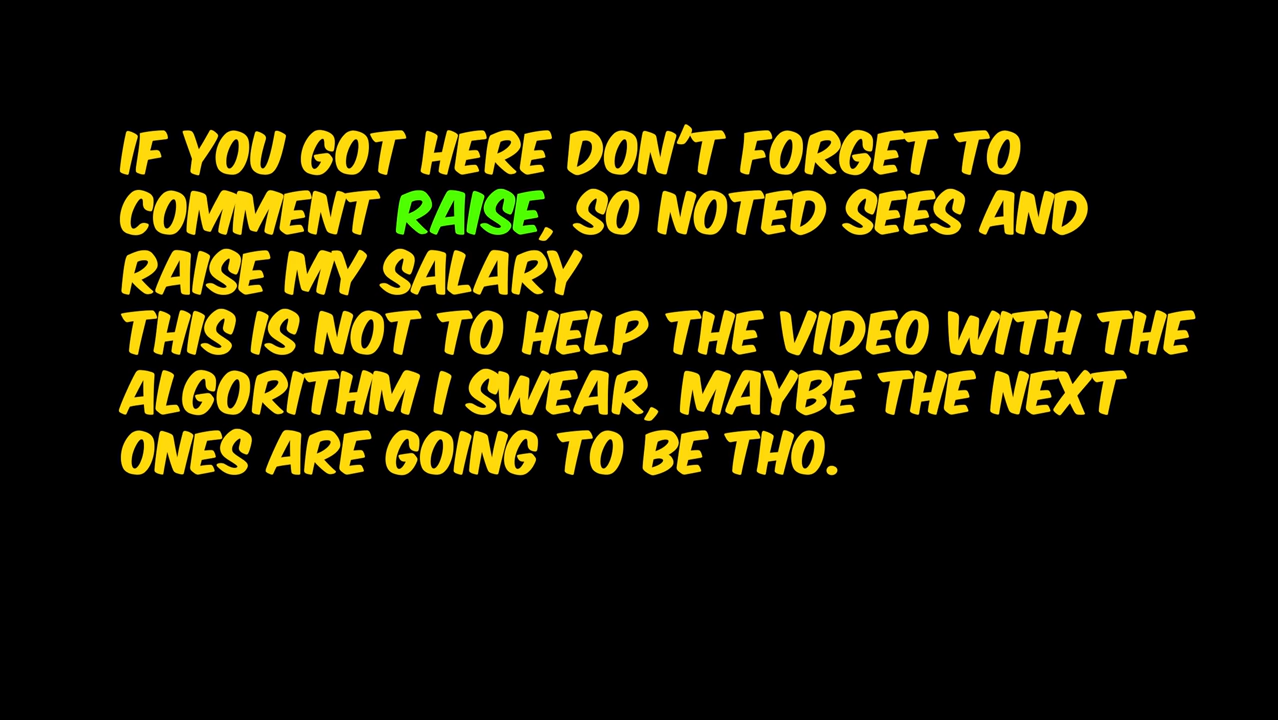 IF YOU GOT HERE DON'T FORGET TO
COMMENT RAISE, SO NOTED SEES AND
RAISE MY SALARY
THIS IS NOT TO HELP THE VIDEO WITH THE
ALGORITHM I SWEAR, MAYBE THE NEXT
ONES ARE GOING TO BE THO.